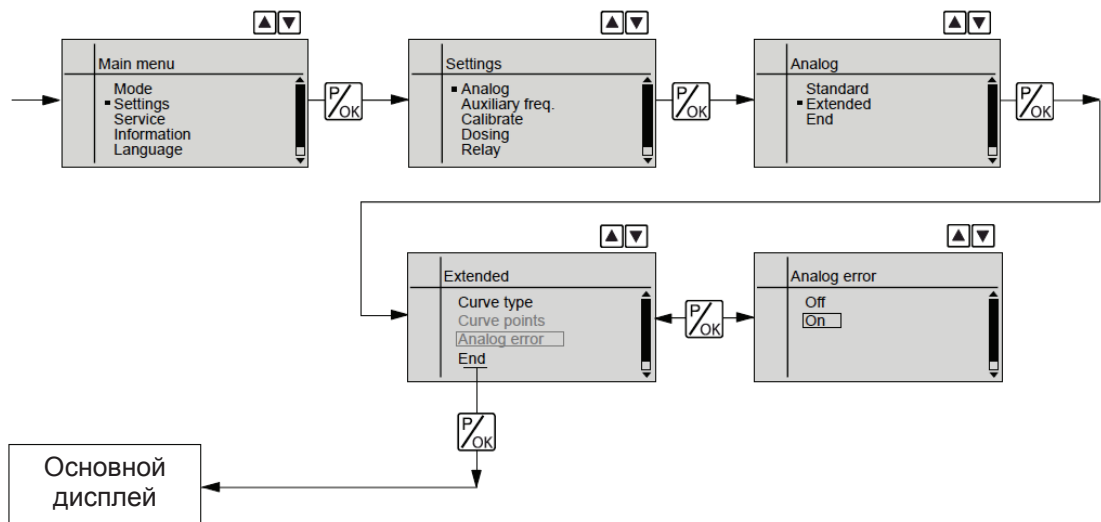 Main menu
Mode
Settings
Service
Information
Language
P/OK
Settings
Analog
Auxiliary freq.
Calibrate
Dosing
Relay
P/OK
Analog
Standard
Extended
End
P/OK
Extended
Curve type
Curve points
Analog error
End
P/OK
Analog error
Off
On
P/OK
Основной
дисплей